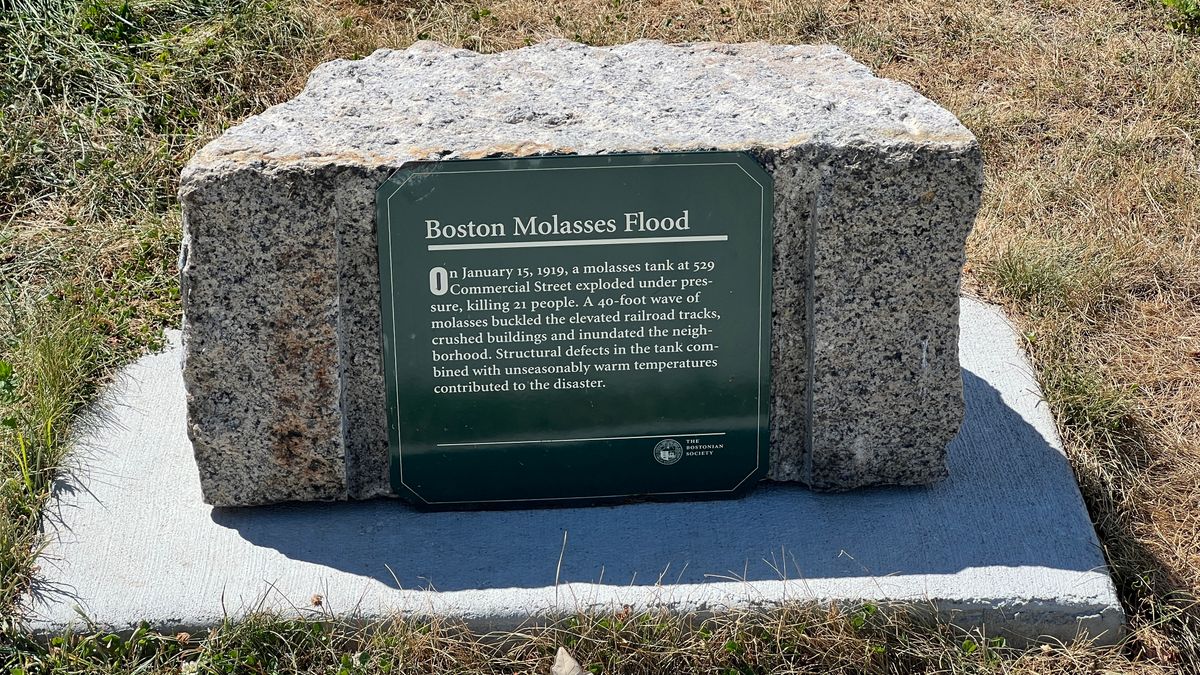 Boston Molasses Flood
On January 15, 1919, a molasses tank at 529
Commercial Street exploded under pres-
sure, killing 21 people. A 40-foot wave of
molasses buckled the elevated railroad tracks,
crushed buildings and inundated the neigh-
borhood. Structural defects in the tank com-
bined with unseasonably warm temperatures
contributed to the disaster.
THE
BOSTONIAN
SOCIETY